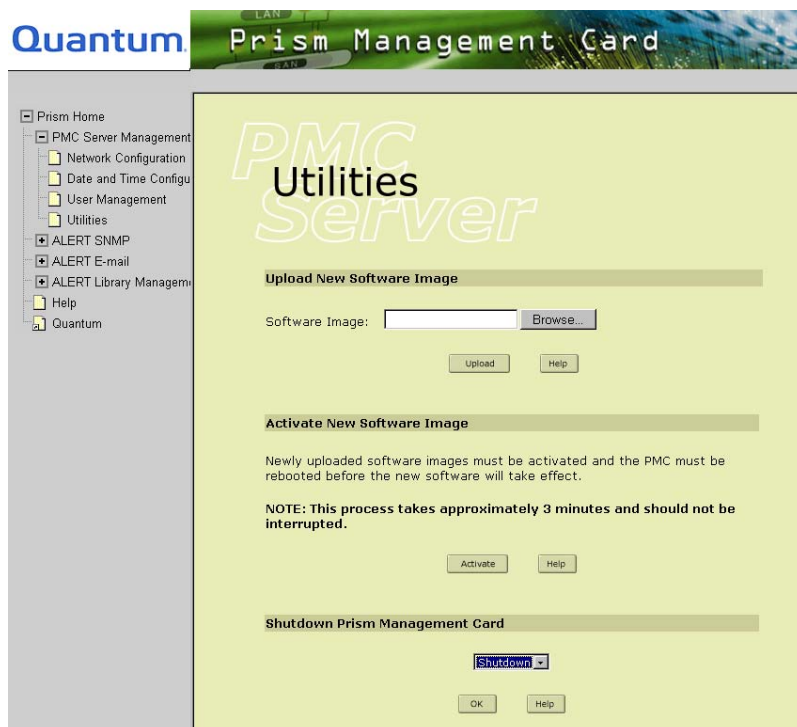 LAN
Quantum.
Prism Management Card
SAN
Prism Home
PMC Server Management
Network Configuration
Date and Time Configu
User Management
Utilities
ALERT SNMP
ALERT E-mail
ALERT Library Managem
Help
Quantum
PMC
Utilities
Server
Upload New Software Image
Software Image:
Browse...
Upload
Help
Activate New Software Image
Newly uploaded software images must be activated and the PMC must be
rebooted before the new software will take effect.
NOTE: This process takes approximately 3 minutes and should not be
interrupted.
Activate
Help
Shutdown Prism Management Card
Shutdown
OK
Help